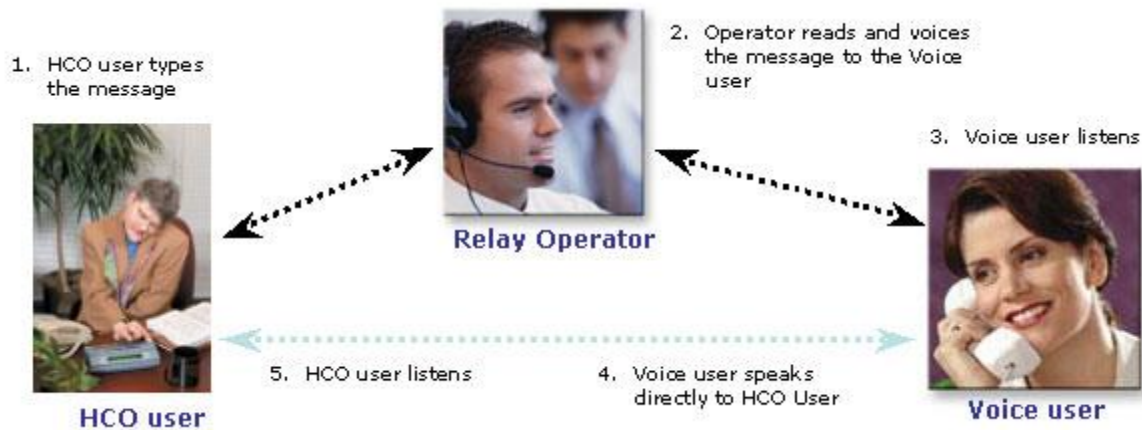 1. HCO user types
the message
2. Operator reads and voices
the message to the Voice
user
3. Voice user listens
Relay Operator
5. HCO user listens
4. Voice user speaks
directly to HCO User
HCO user
Voice user